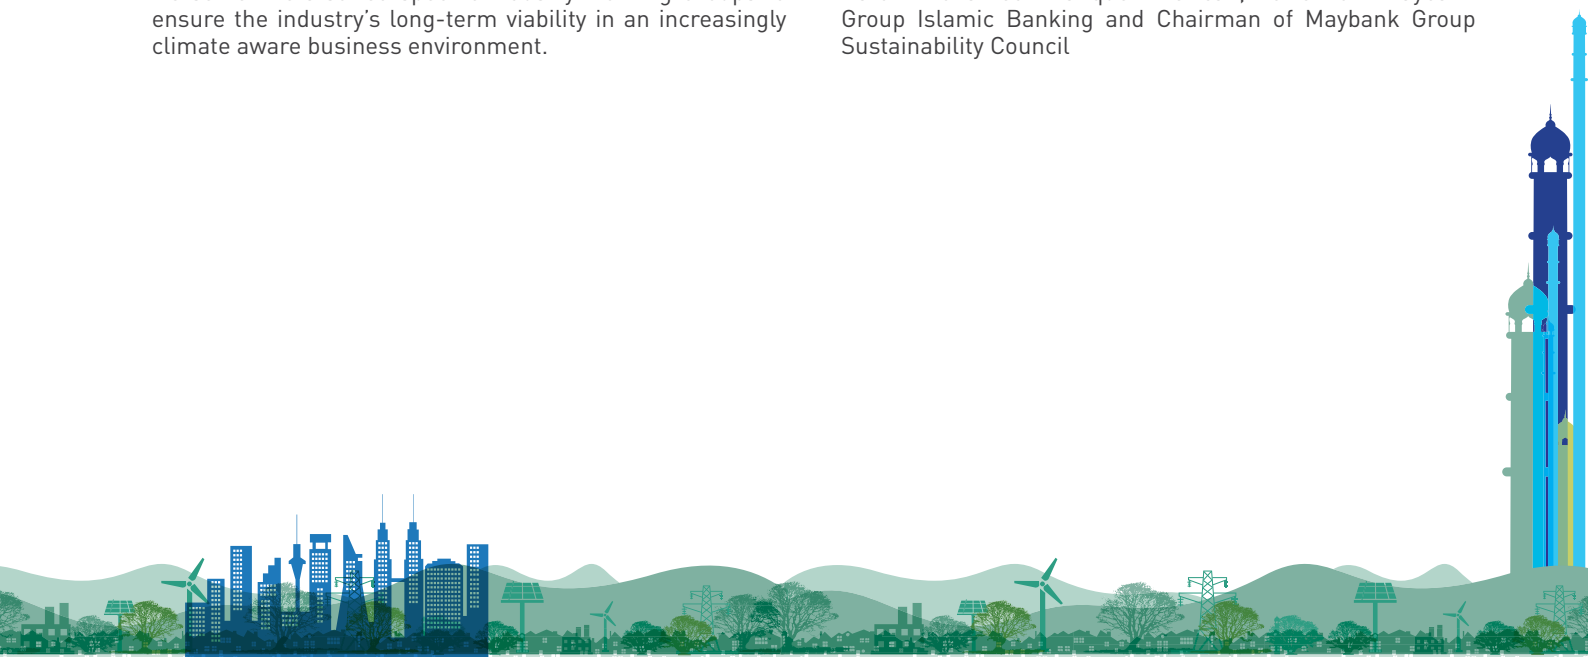 ensure the industry's long-term viability in an increasingly
climate aware business environment.
Group Islamic Banking and Chairman of Maybank Group
Sustainability Council